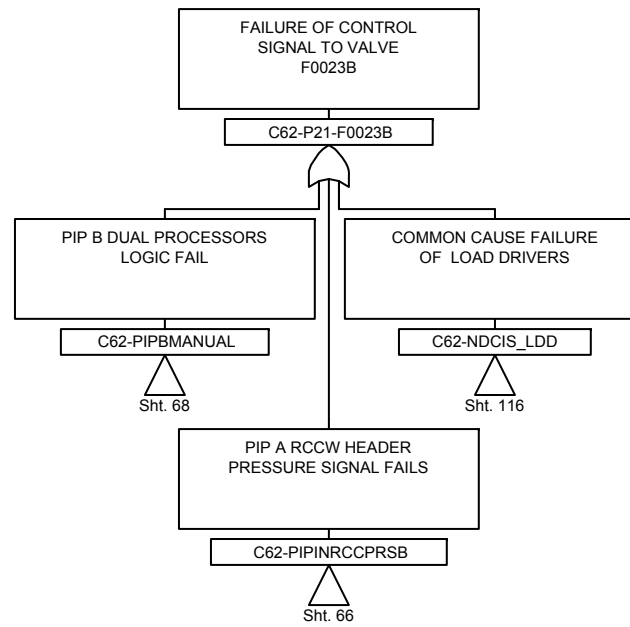 FAILURE OF CONTROL
SIGNAL TO VALVE
F0023B
C62-P21-F0023B
PIP B DUAL PROCESSORS
LOGIC FAIL
COMMON CAUSE FAILURE
OF LOAD DRIVERS
C62-PIPBMANUAL
C62-NDCIS_LDD
Sht. 68
Sht. 116
PIP A RCCW HEADER
PRESSURE SIGNAL FAILS
C62-PIPINRCCPRSB
Sht. 66